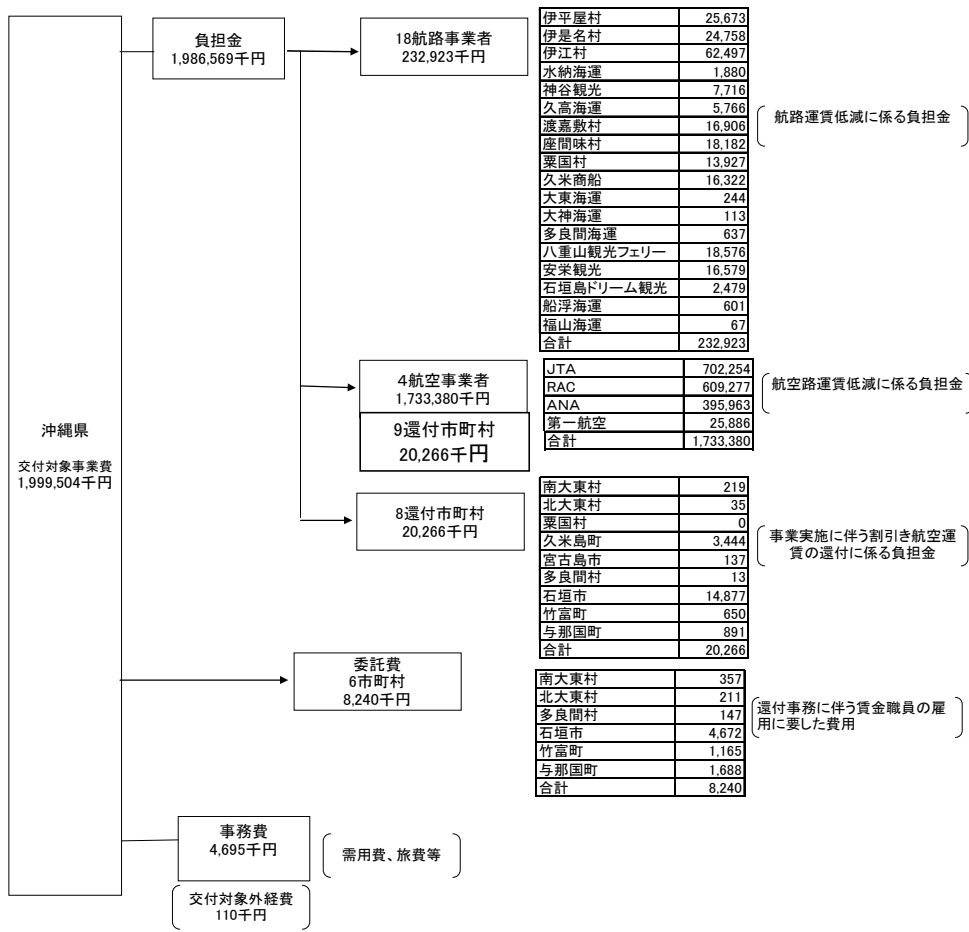 沖縄県
交付対象事業費
1,999,504千円
負担金
1,986,569千円
18航路事業者
232,923千円
伊平屋村 25,673
伊是名村 24,758
伊江村 62,497
水納海運 1,880
神谷観光 7,716
久高海運 5,766
渡嘉敷村 16,906
座間味村 18,182
粟国村 13,927
久米商船 16,322
大東海運 244
大神海運 113
多良間海運 637
八重山観光フェリー 18,576
安栄観光 16,579
石垣島ドリーム観光 2,479
船浮海運 601
福山海運 67
合計 232,923
航路運賃低減に係る負担金
4航空事業者
1,733,380千円
JTA 702,254
RAC 609,277
ANA 395,963
第一航空 25,886
合計 1,733,380
航空路運賃低減に係る負担金
9還付市町村
20,266千円
8還付市町村
20,266千円
南大東村 219
北大東村 35
粟国村 0
久米島町 3,444
宮古島市 137
多良間村 13
石垣市 14,877
竹富町 650
与那国町 891
合計 20,266
事業実施に伴う割引き航空運
賃の還付に係る負担金
委託費
6市町村
8,240千円
南大東村 357
北大東村 211
多良間村 147
石垣市 4,672
竹富町 1,165
与那国町 1,688
合計 8,240
還付事務に伴う賃金職員の雇
用に要した費用
事務費
4,695千円
需用費、旅費等
交付対象外経費
110千円